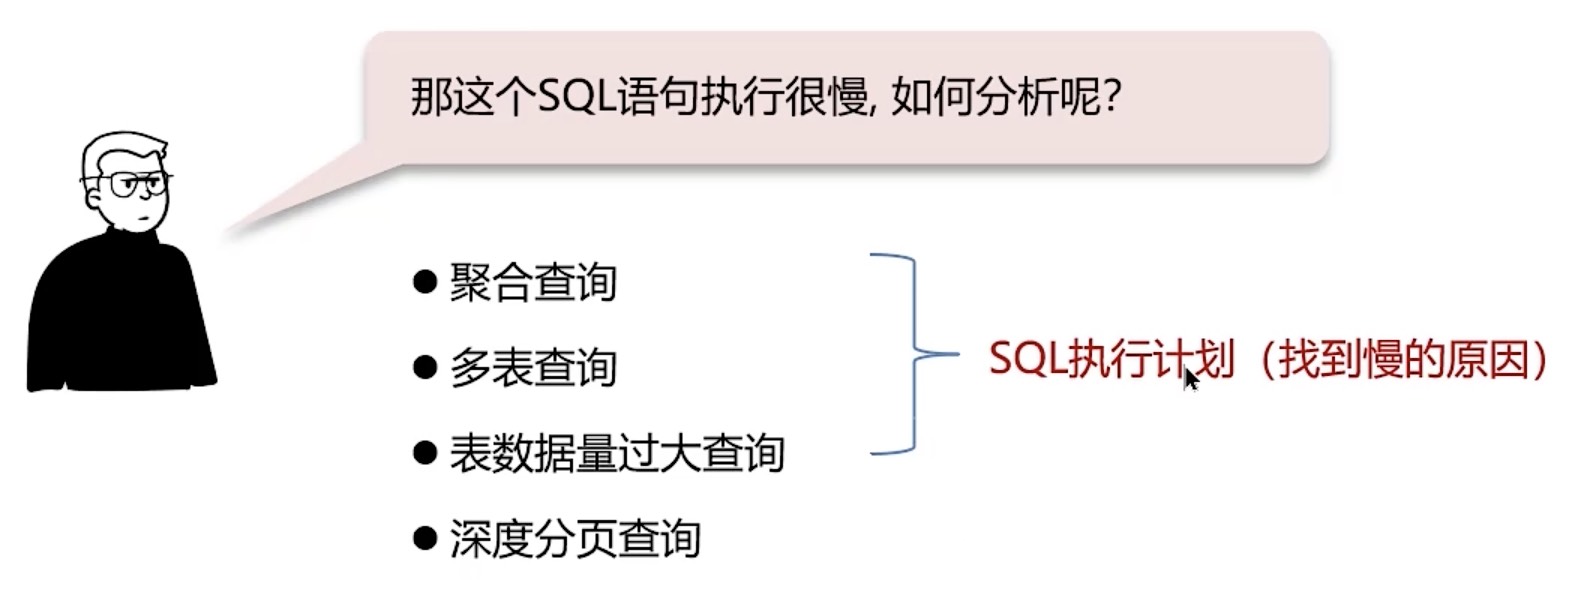 那这个SQL语句执行很慢, 如何分析呢？
● 聚合查询
● 多表查询
● 表数据量过大查询
● 深度分页查询
SQL执行计划（找到慢的原因）